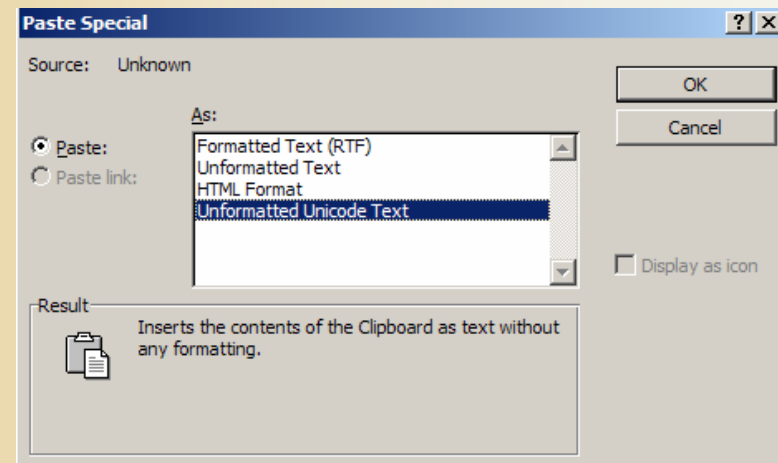 Paste Special
Source: Unknown
As:
Paste:
Paste link:
Formatted Text (RTF)
Unformatted Text
HTML Format
Unformatted Unicode Text
OK
Cancel
Display as icon
Result
Inserts the contents of the Clipboard as text without
any formatting.